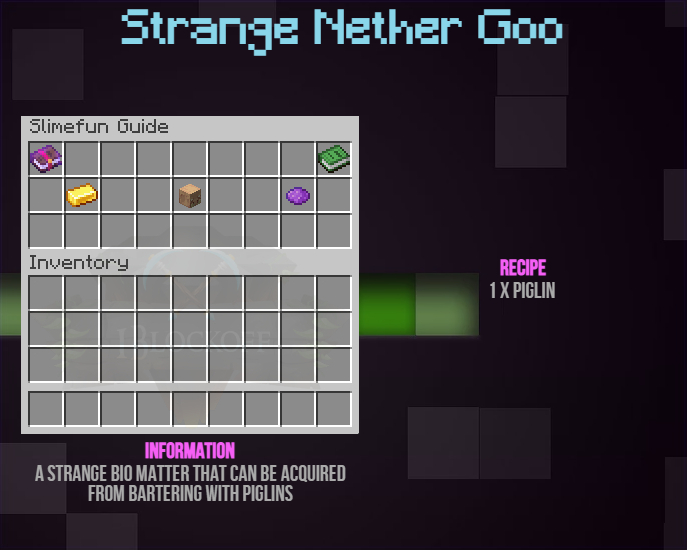 Strange Nether Goo
Slimefun Guide
Inventory
RECIPE
1 X PIGLIN
IBLOCKOFF
INFORMATION
A STRANGE BIO MATTER THAT CAN BE ACQUIRED
FROM BARTERING WITH PIGLINS